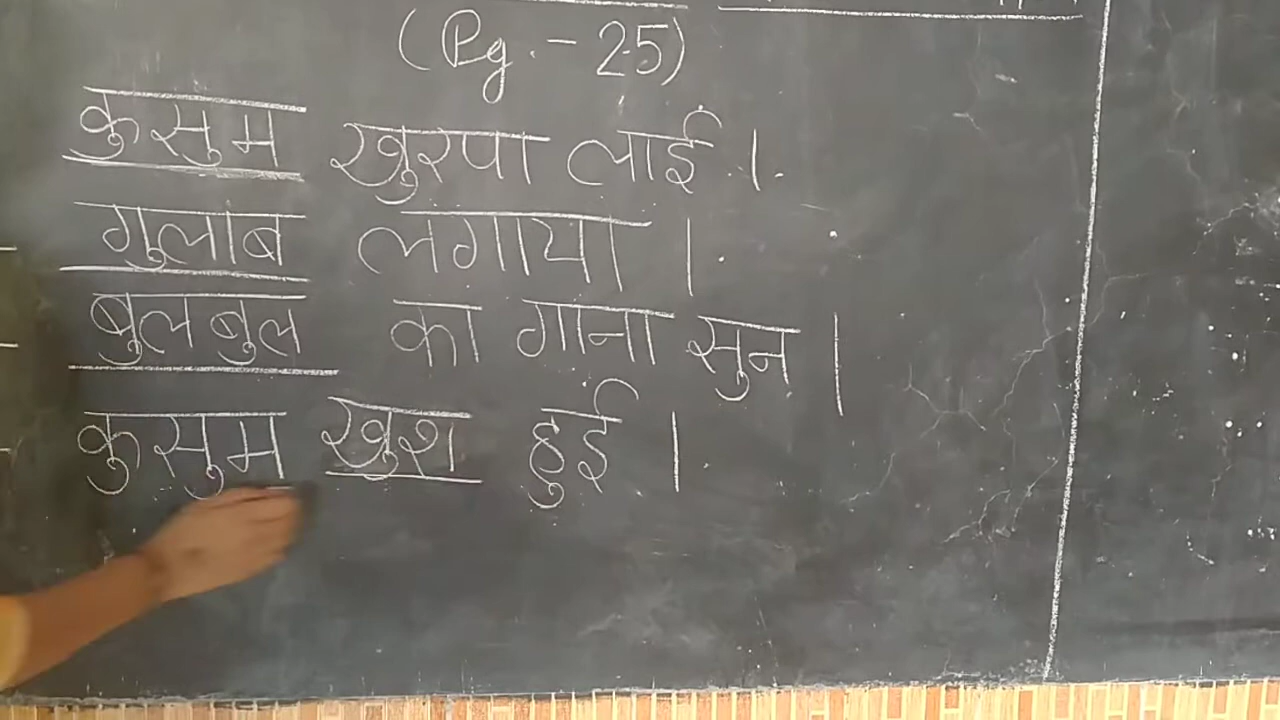 (Pg. - 25)
कुसुम खुरपा लाई ।
गुलाब लगाया ।
बुलबुल का गाना सुन ।
कुसुम खुश हुई ।